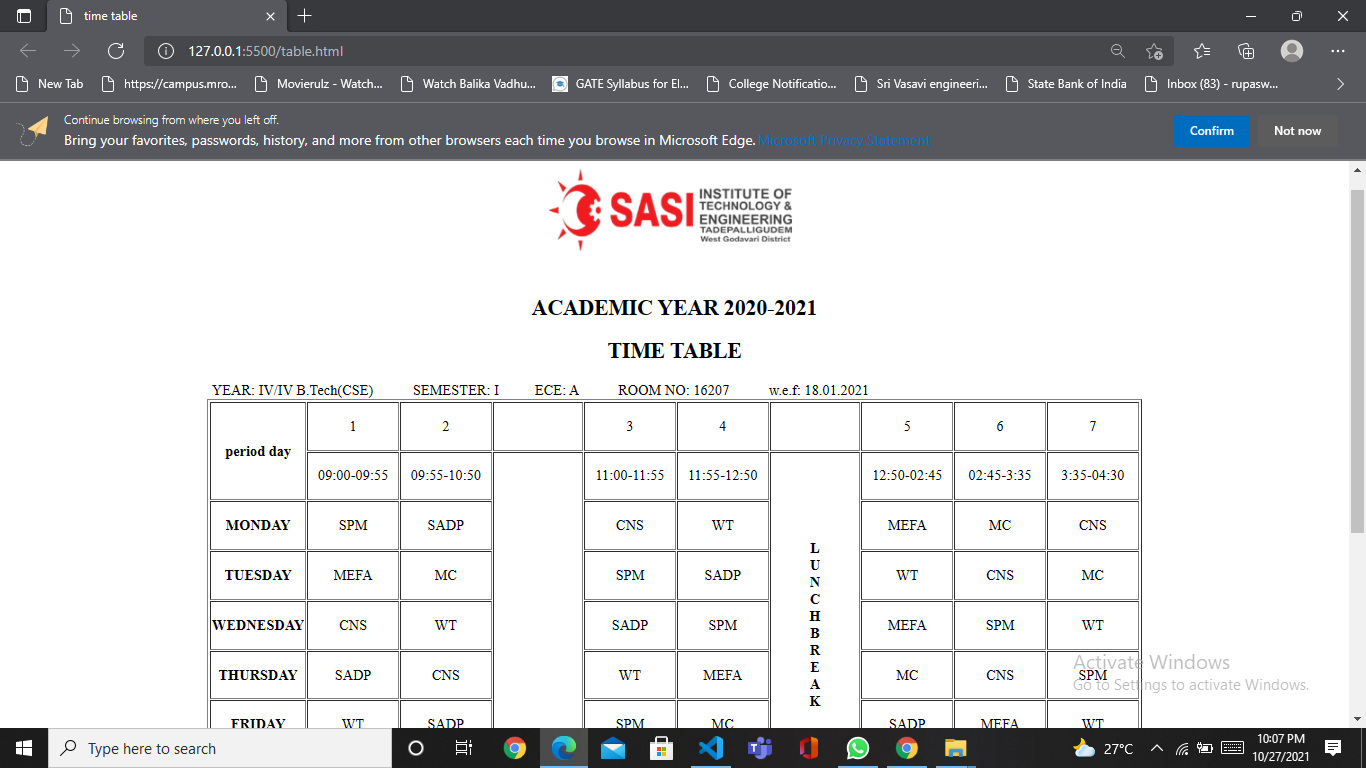 time table
127.0.0.1:5500/table.html
New Tab https://campus.mro... Movierulz - Watch... Watch Balika Vadhu... GATE Syllabus for El... College Notificatio... Sri Vasavi engineeri... State Bank of India Inbox (83) - rupasw...
Continue browsing from where you left off.
Bring your favorites, passwords, history, and more from other browsers each time you browse in Microsoft Edge. Microsoft Privacy Statement
Confirm Not now
SASI INSTITUTE OF
TECHNOLOGY &
ENGINEERING
TADEPALLIGUDEM
West Godavari District
ACADEMIC YEAR 2020-2021
TIME TABLE
YEAR: IV/IV B.Tech(CSE) SEMESTER: I ECE: A ROOM NO: 16207 w.e.f: 18.01.2021
period day 1 2 3 4 5 6 7
09:00-09:55 09:55-10:50 11:00-11:55 11:55-12:50 12:50-02:45 02:45-3:35 3:35-04:30
MONDAY SPM SADP CNS WT MEFA MC CNS
TUESDAY MEFA MC SPM SADP WT CNS MC
WEDNESDAY CNS WT SADP SPM MEFA SPM WT
THURSDAY SADP CNS WT MEFA MC CNS SPM
FRIDAY WT SADP SPM MC SADP MEFA WT
L
U
N
C
H
B
R
E
A
K
Activate Windows
Go to Settings to activate Windows.
Type here to search
27°C
10:07 PM
10/27/2021